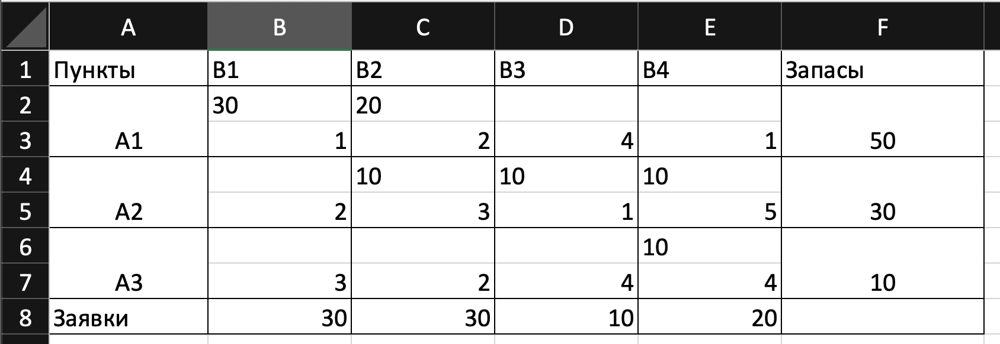 A B C D E F
1 Пункты B1 B2 B3 B4 Запасы
2 30 20
3 A1 1 2 4 1 50
4 10 10 10
5 A2 2 3 1 5 30
6 10
7 A3 3 2 4 4 10
8 Заявки 30 30 10 20